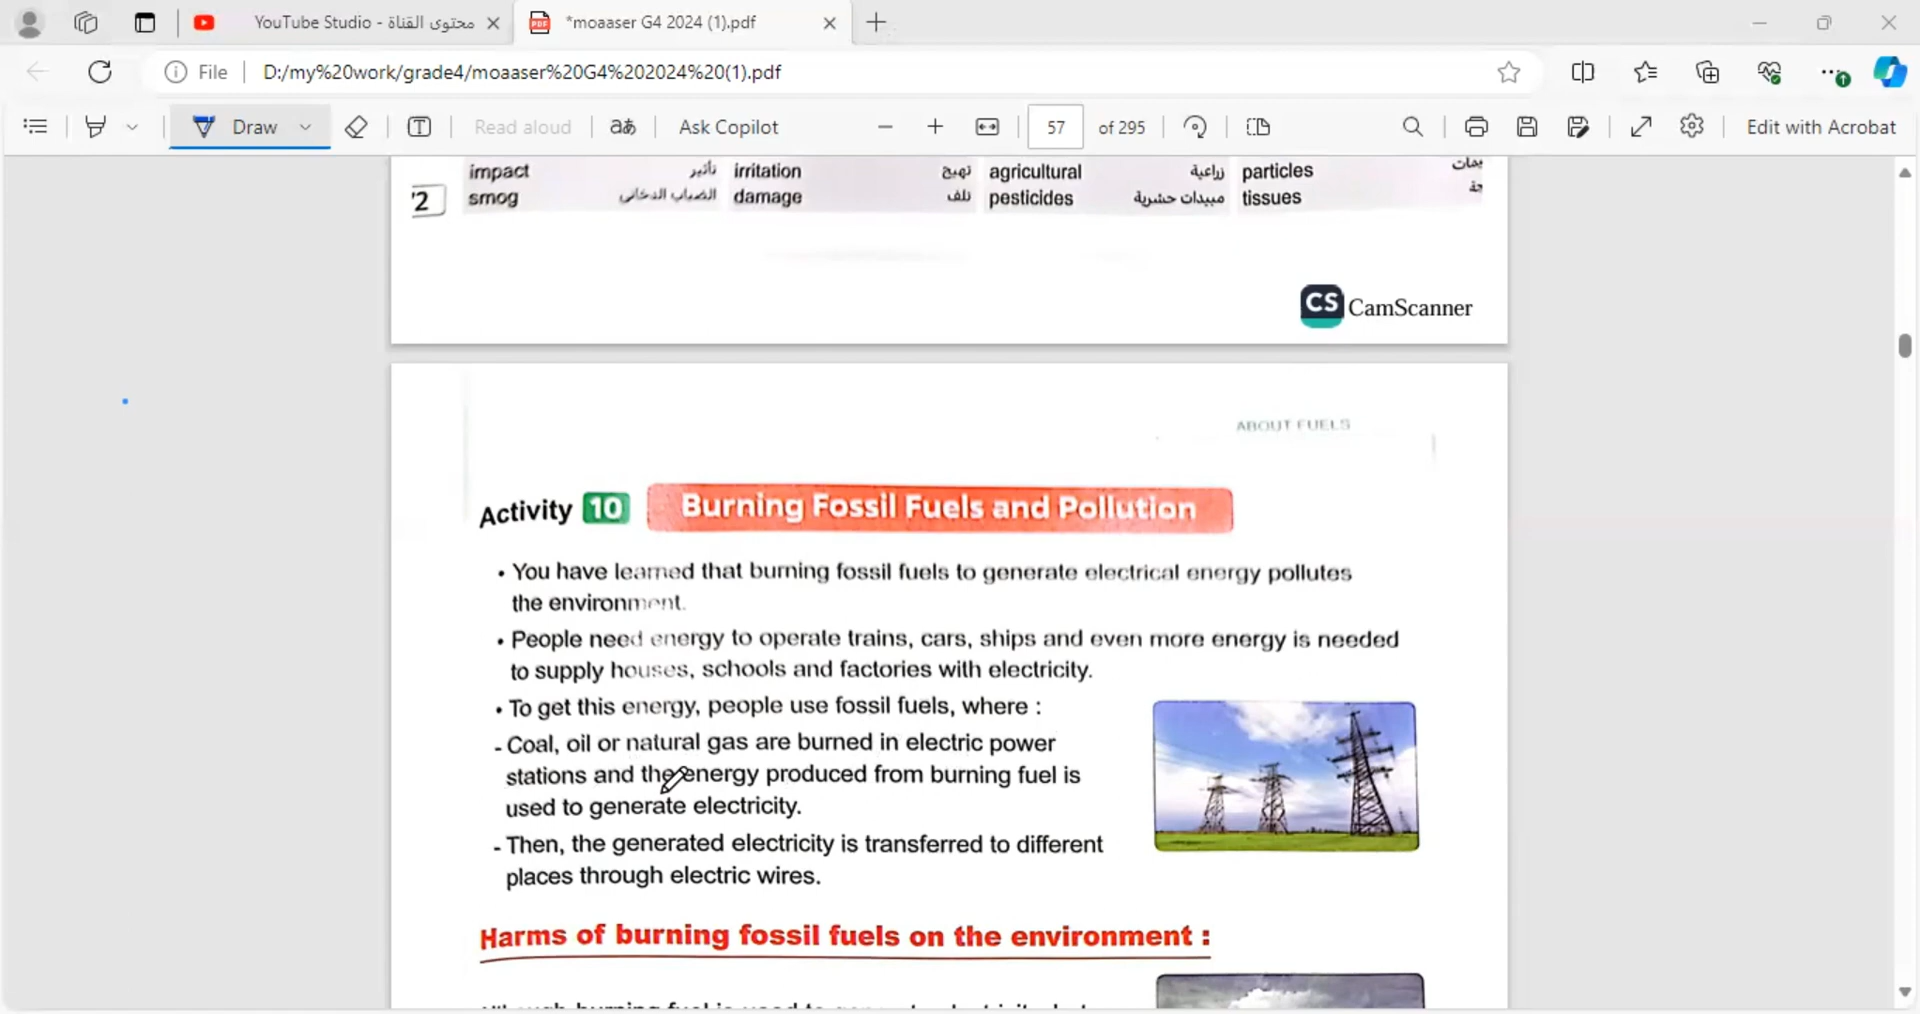 YouTube Studio - محتوى القناة
*moaaser G4 2024 (1).pdf
File
D:/my%20work/grade4/moaaser%20G4%202024%20(1).pdf
Draw
Read aloud
Ask Copilot
57 of 295
Edit with Acrobat
impact تأثير irritation تهيج agricultural زراعية particles
'2
smog الضباب الدخانى damage تلف pesticides مبيدات حشرية tissues
CS CamScanner
ABOUT FUELS
Activity 10 Burning Fossil Fuels and Pollution
• You have learned that burning fossil fuels to generate electrical energy pollutes
the environment.
• People need energy to operate trains, cars, ships and even more energy is needed
to supply houses, schools and factories with electricity.
• To get this energy, people use fossil fuels, where :
- Coal, oil or natural gas are burned in electric power
stations and the energy produced from burning fuel is
used to generate electricity.
- Then, the generated electricity is transferred to different
places through electric wires.
Harms of burning fossil fuels on the environment :